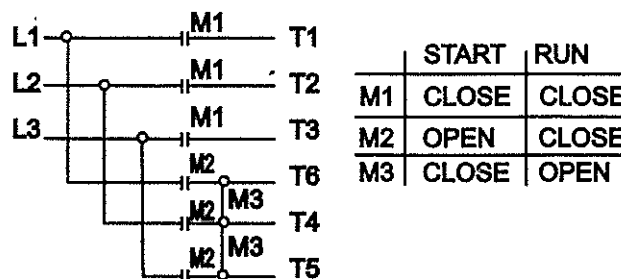 L1 M1 T1
L2 M1 T2
L3 M1 T3
M2 T6
M3
M2 T4
M3
M2 T5
START RUN
M1 CLOSE CLOSE
M2 OPEN CLOSE
M3 CLOSE OPEN